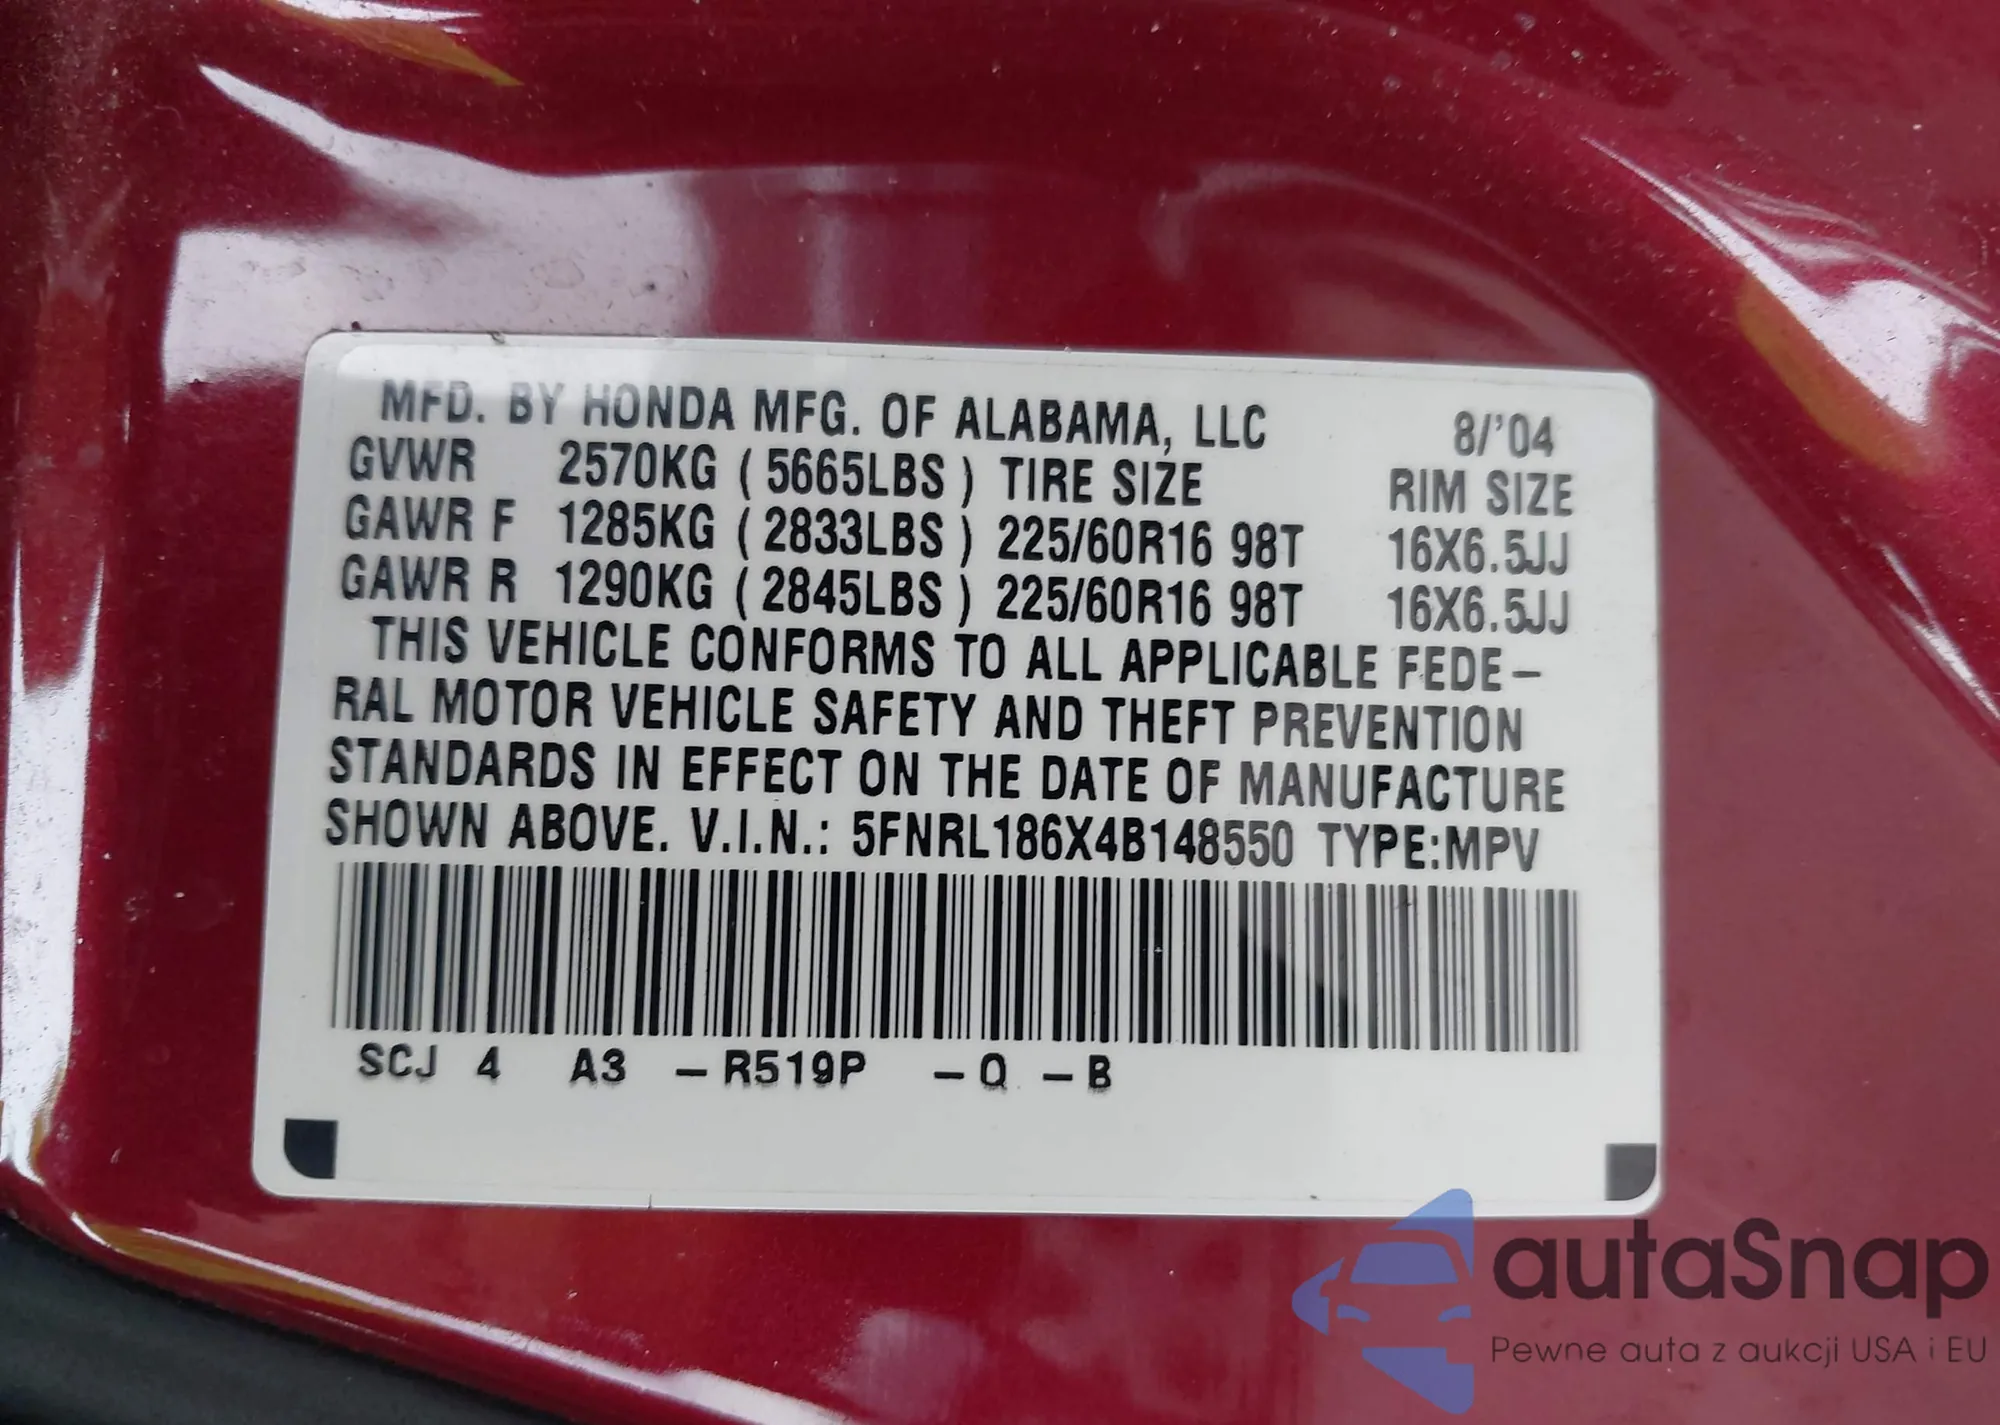 MFD. BY HONDA MFG. OF ALABAMA, LLC 8/'04
GVWR 2570KG ( 5665LBS ) TIRE SIZE RIM SIZE
GAWR F 1285KG ( 2833LBS ) 225/60R16 98T 16X6.5JJ
GAWR R 1290KG ( 2845LBS ) 225/60R16 98T 16X6.5JJ
THIS VEHICLE CONFORMS TO ALL APPLICABLE FEDE-
RAL MOTOR VEHICLE SAFETY AND THEFT PREVENTION
STANDARDS IN EFFECT ON THE DATE OF MANUFACTURE
SHOWN ABOVE. V.I.N.: 5FNRL186X4B148550 TYPE:MPV
SCJ 4 A3 -R519P -Q -B
autaSnap
Pewne auta z aukcji USA i EU